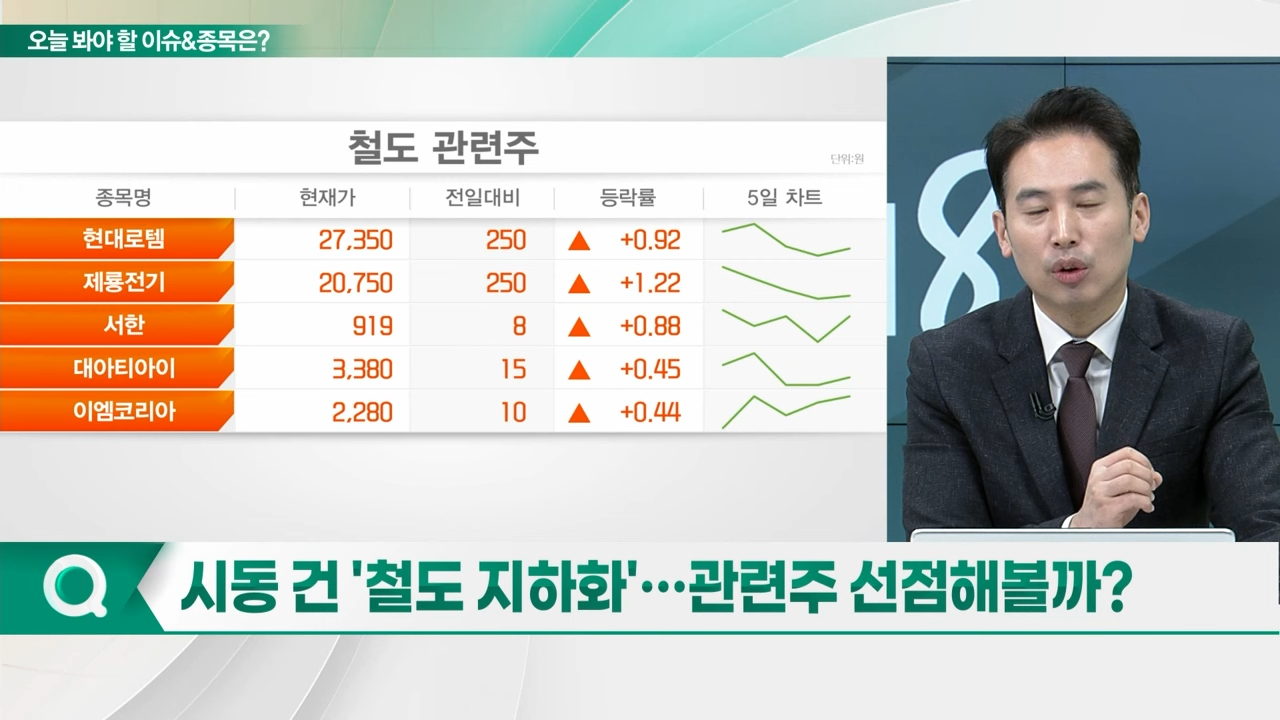 오늘 봐야 할 이슈&종목은?
철도 관련주
단위:원
종목명 현재가 전일대비 등락률 5일 차트
현대로템 27,350 250 ▲ +0.92
제룡전기 20,750 250 ▲ +1.22
서한 919 8 ▲ +0.88
대아티아이 3,380 15 ▲ +0.45
이엠코리아 2,280 10 ▲ +0.44
8
Q 시동 건 '철도 지하화'…관련주 선점해볼까?